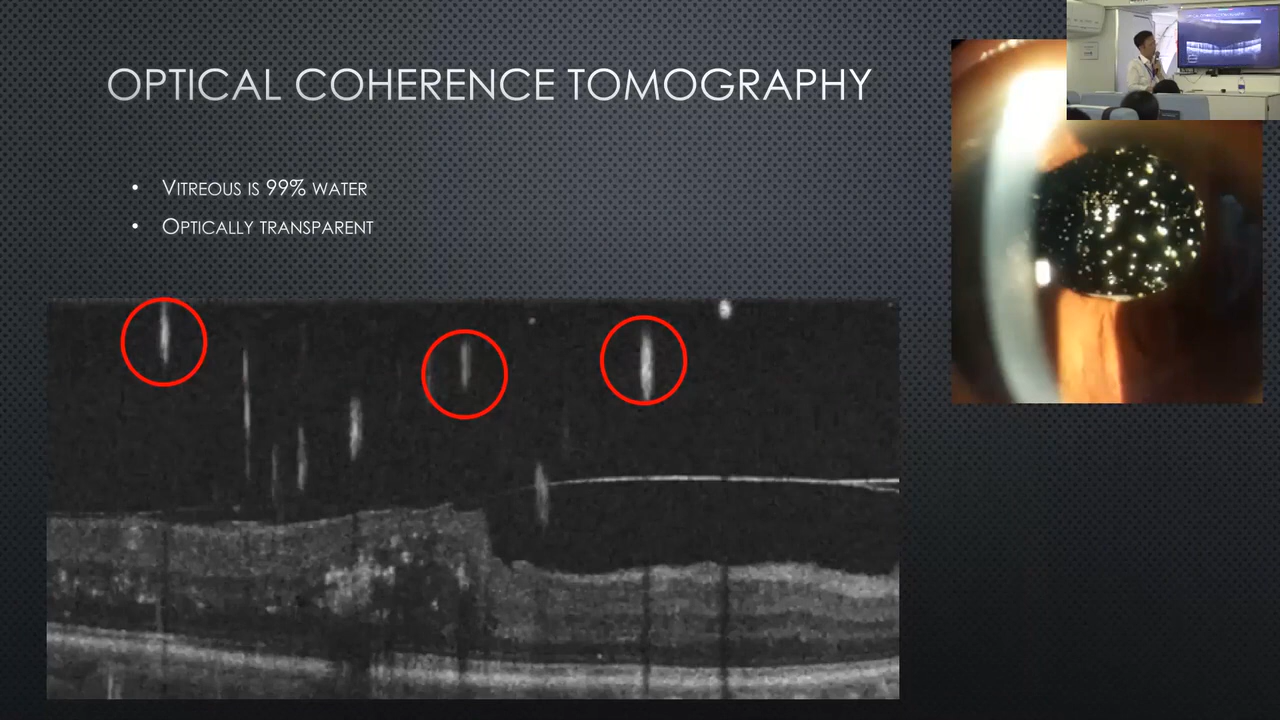 OPTICAL COHERENCE TOMOGRAPHY
• VITREOUS IS 99% WATER
• OPTICALLY TRANSPARENT